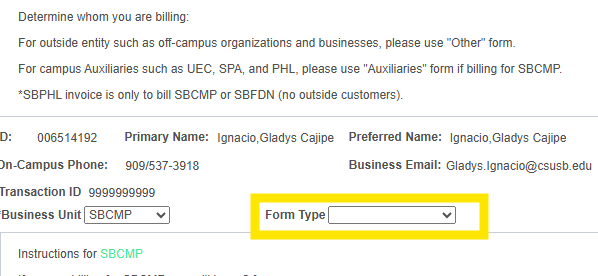 Determine whom you are billing:
For outside entity such as off-campus organizations and businesses, please use "Other" form.
For campus Auxiliaries such as UEC, SPA, and PHL, please use "Auxiliaries" form if billing for SBCMP.
*SBPHL invoice is only to bill SBCMP or SBFDN (no outside customers).
ID: 006514192 Primary Name: Ignacio,Gladys Cajipe Preferred Name: Ignacio,Gladys Cajipe
On-Campus Phone: 909/537-3918 Business Email: Gladys.Ignacio@csusb.edu
Transaction ID 9999999999
*Business Unit SBCMP Form Type
Instructions for SBCMP